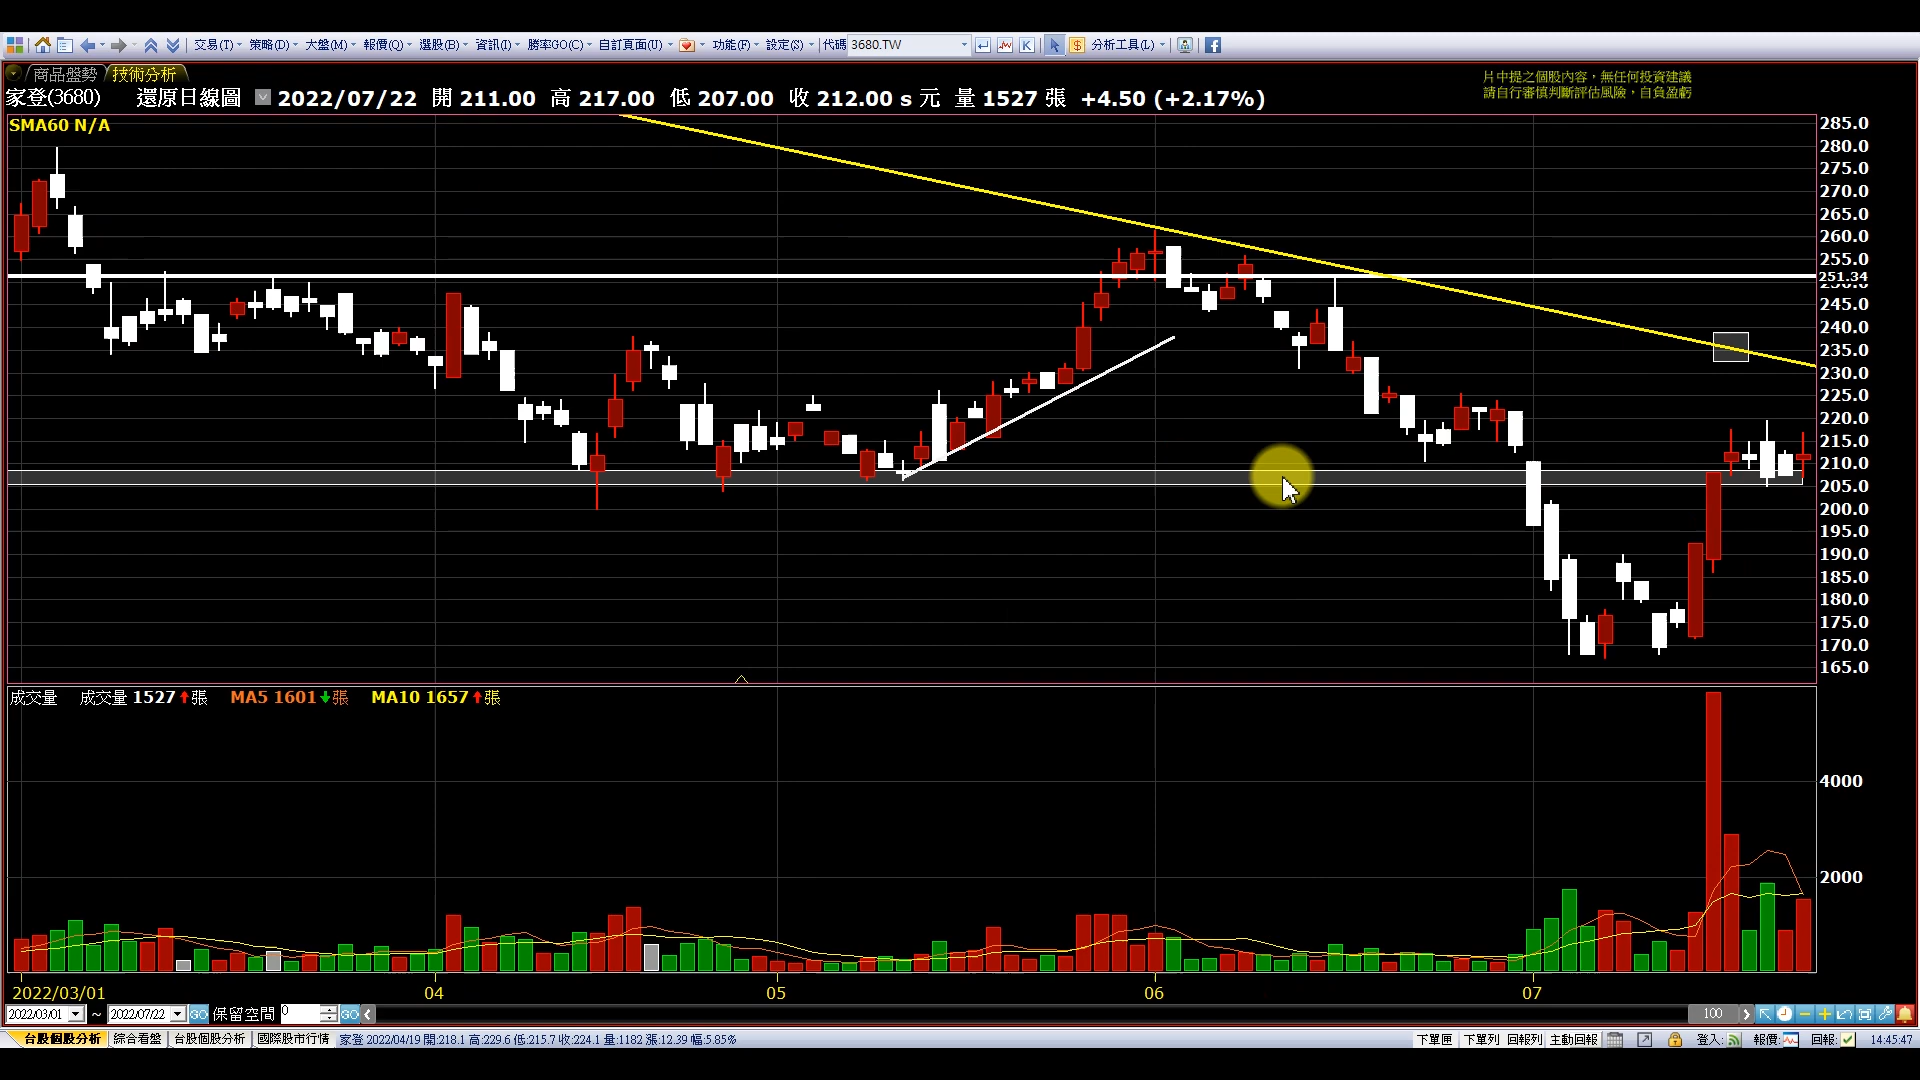 交易(T) 策略(D) 大盤(M) 報價(Q) 選股(B) 資訊(I) 勝率GO(C) 自訂頁面(U) 功能(F) 設定(S) 代碼 3680.TW K $ 分析工具(L)
商品盤勢 技術分析
片中提之個股內容，無任何投資建議
請自行審慎判斷評估風險，自負盈虧
家登(3680) 還原日線圖 2022/07/22 開 211.00 高 217.00 低 207.00 收 212.00 s 元 量 1527 張 +4.50 (+2.17%)
SMA60 N/A
285.0
280.0
275.0
270.0
265.0
260.0
255.0
251.34
245.0
240.0
235.0
230.0
225.0
220.0
215.0
210.0
205.0
200.0
195.0
190.0
185.0
180.0
175.0
170.0
165.0
成交量 成交量 1527 張 MA5 1601 張 MA10 1657 張
4000
2000
2022/03/01 04 05 06 07
2022/03/01 ~ 2022/07/22 GO 保留空間 0 GO 100
台股個股分析 綜合看盤 台股個股分析 國際股市行情 家登 2022/04/19 開:218.1 高:229.6 低:215.7 收:224.1 量:1182 漲:12.39 幅:5.85% 下單匣 下單列 回報列 主動回報 登入: 報價: 回報: 14:45:47